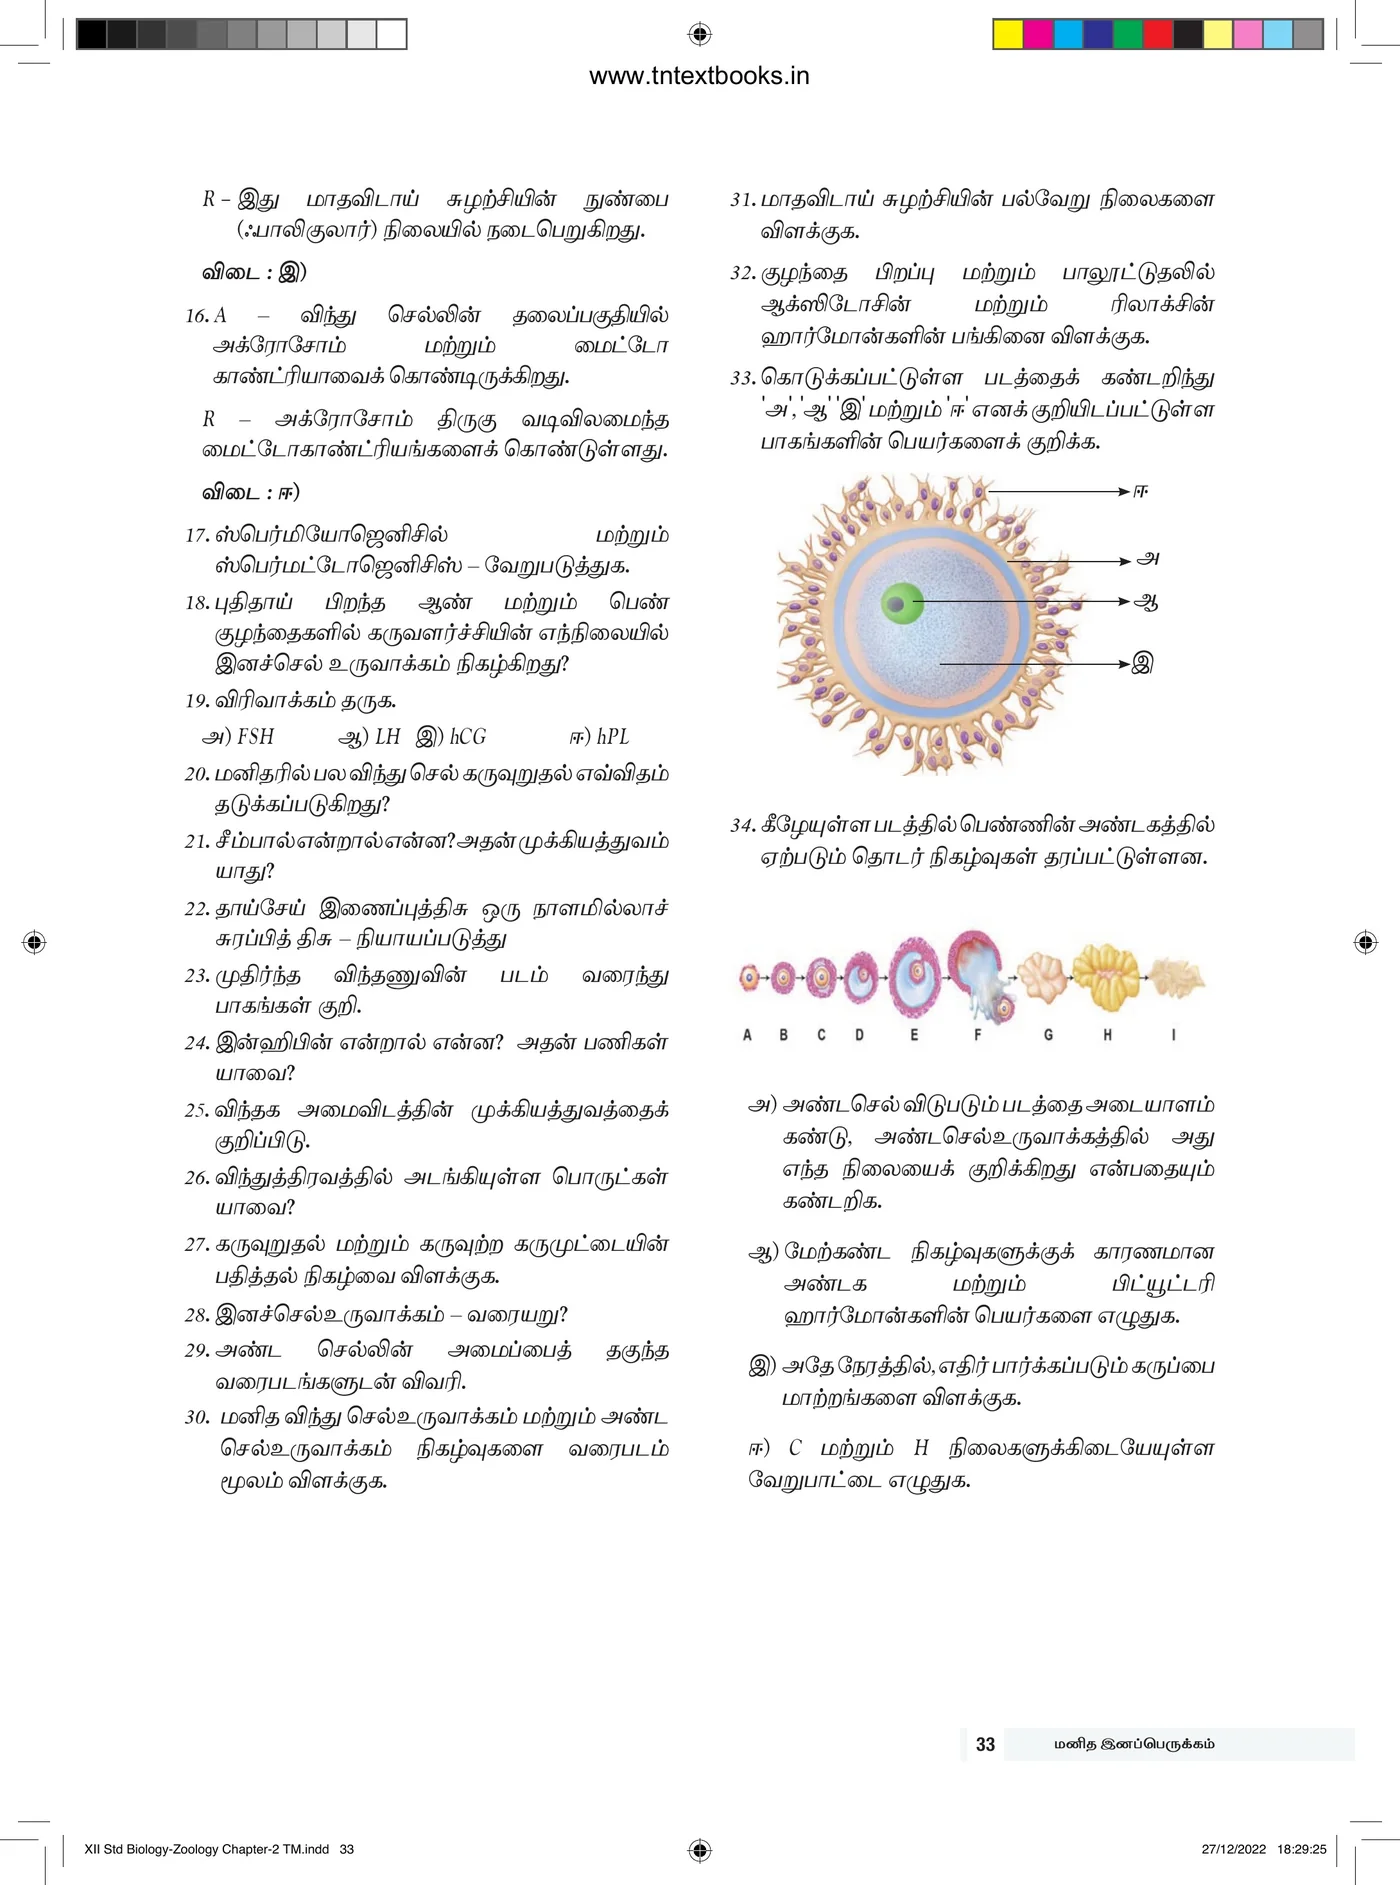 www.tntextbooks.in
R – இது மாதவிடாய் சுழற்சியின் நுண்பை
(ஃபாலிகுலார்) நிலையில் நடைபெறுகிறது.
விடை : இ)
16. A – விந்து செல்லின் தலைப்பகுதியில்
அக்ரோசோம் மற்றும் மைட்டோ
காண்ட்ரியாவைக் கொண்டிருக்கிறது.
R – அக்ரோசோம் திருகு வடிவிலமைந்த
மைட்டோகாண்ட்ரியங்களைக் கொண்டுள்ளது.
விடை : ஈ)
17. ஸ்பெர்மியோஜெனிசில் மற்றும்
ஸ்பெர்மட்டோஜெனிசிஸ் – வேறுபடுத்துக.
18. புதிதாய் பிறந்த ஆண் மற்றும் பெண்
குழந்தைகளில் கருவளர்ச்சியின் எந்நிலையில்
இனச்செல் உருவாக்கம் நிகழ்கிறது?
19. விரிவாக்கம் தருக.
அ) FSH ஆ) LH இ) hCG ஈ) hPL
20. மனிதரில் பல விந்து செல் கருவுறுதல் எவ்விதம்
தடுக்கப்படுகிறது?
21. சீம்பால் என்றால் என்ன? அதன் முக்கியத்துவம்
யாது?
22. தாய்சேய் இணைப்புத்திசு ஒரு நாளமில்லாச்
சுரப்பித் திசு – நியாயப்படுத்து
23. முதிர்ந்த விந்தணுவின் படம் வரைந்து
பாகங்கள் குறி.
24. இன்ஹிபின் என்றால் என்ன? அதன் பணிகள்
யாவை?
25. விந்தக அமைவிடத்தின் முக்கியத்துவத்தைக்
குறிப்பிடு.
26. விந்துத்திரவத்தில் அடங்கியுள்ள பொருட்கள்
யாவை?
27. கருவுறுதல் மற்றும் கருவுற்ற கருமுட்டையின்
பதித்தல் நிகழ்வை விளக்குக.
28. இனச்செல்உருவாக்கம் – வரையறு?
29. அண்ட செல்லின் அமைப்பைத் தகுந்த
வரைபடங்களுடன் விவரி.
30. மனித விந்து செல்உருவாக்கம் மற்றும் அண்ட
செல்உருவாக்கம் நிகழ்வுகளை வரைபடம்
மூலம் விளக்குக.
31. மாதவிடாய் சுழற்சியின் பல்வேறு நிலைகளை
விளக்குக.
32. குழந்தை பிறப்பு மற்றும் பாலூட்டுதலில்
ஆக்ஸிடோசின் மற்றும் ரிலாக்சின்
ஹார்மோன்களின் பங்கினை விளக்குக.
33. கொடுக்கப்பட்டுள்ள படத்தைக் கண்டறிந்து
'அ', 'ஆ' 'இ' மற்றும் 'ஈ' எனக் குறியிடப்பட்டுள்ள
பாகங்களின் பெயர்களைக் குறிக்க.
ஈ
அ
ஆ
இ
34. கீழேயுள்ள படத்தில் பெண்ணின் அண்டகத்தில்
ஏற்படும் தொடர் நிகழ்வுகள் தரப்பட்டுள்ளன.
A B C D E F G H I
அ) அண்டசெல் விடுபடும் படத்தை அடையாளம்
கண்டு, அண்டசெல்உருவாக்கத்தில் அது
எந்த நிலையைக் குறிக்கிறது என்பதையும்
கண்டறிக.
ஆ) மேற்கண்ட நிகழ்வுகளுக்குக் காரணமான
அண்டக மற்றும் பிட்யூட்டரி
ஹார்மோன்களின் பெயர்களை எழுதுக.
இ) அதே நேரத்தில், எதிர் பார்க்கப்படும் கருப்பை
மாற்றங்களை விளக்குக.
ஈ) C மற்றும் H நிலைகளுக்கிடையேயுள்ள
வேறுபாட்டை எழுதுக.
33 மனித இனப்பெருக்கம்
XII Std Biology-Zoology Chapter-2 TM.indd 33 27/12/2022 18:29:25